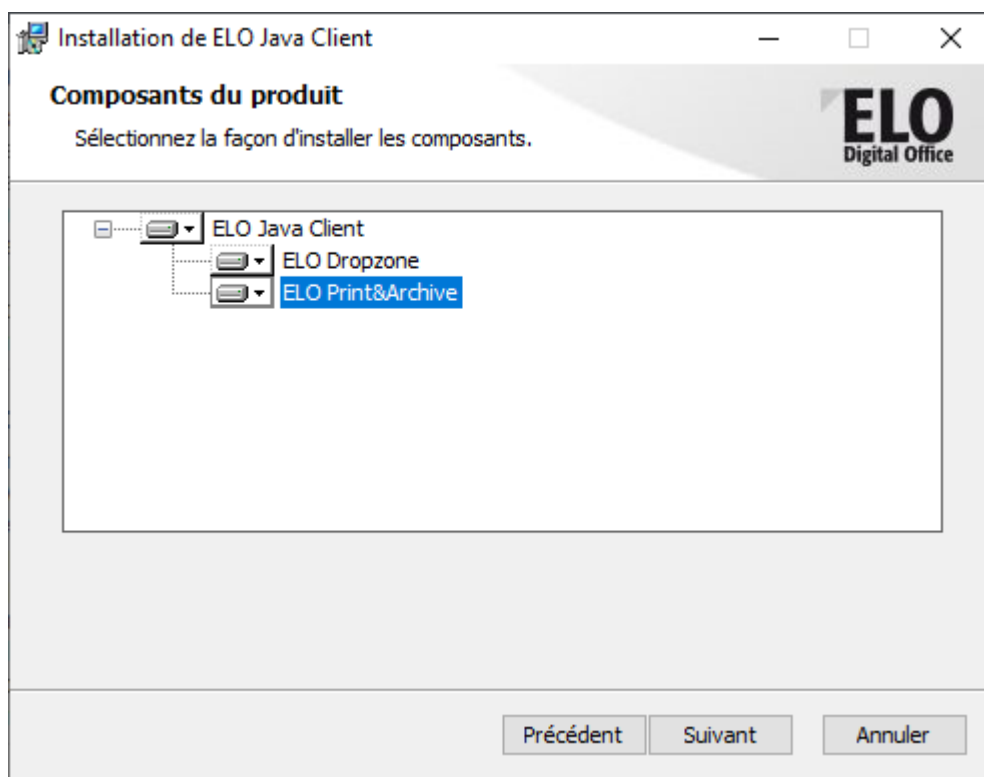 Installation de ELO Java Client
Composants du produit
Sélectionnez la façon d'installer les composants.
ELO
Digital Office
ELO Java Client
ELO Dropzone
ELO Print&Archive
Précédent
Suivant
Annuler